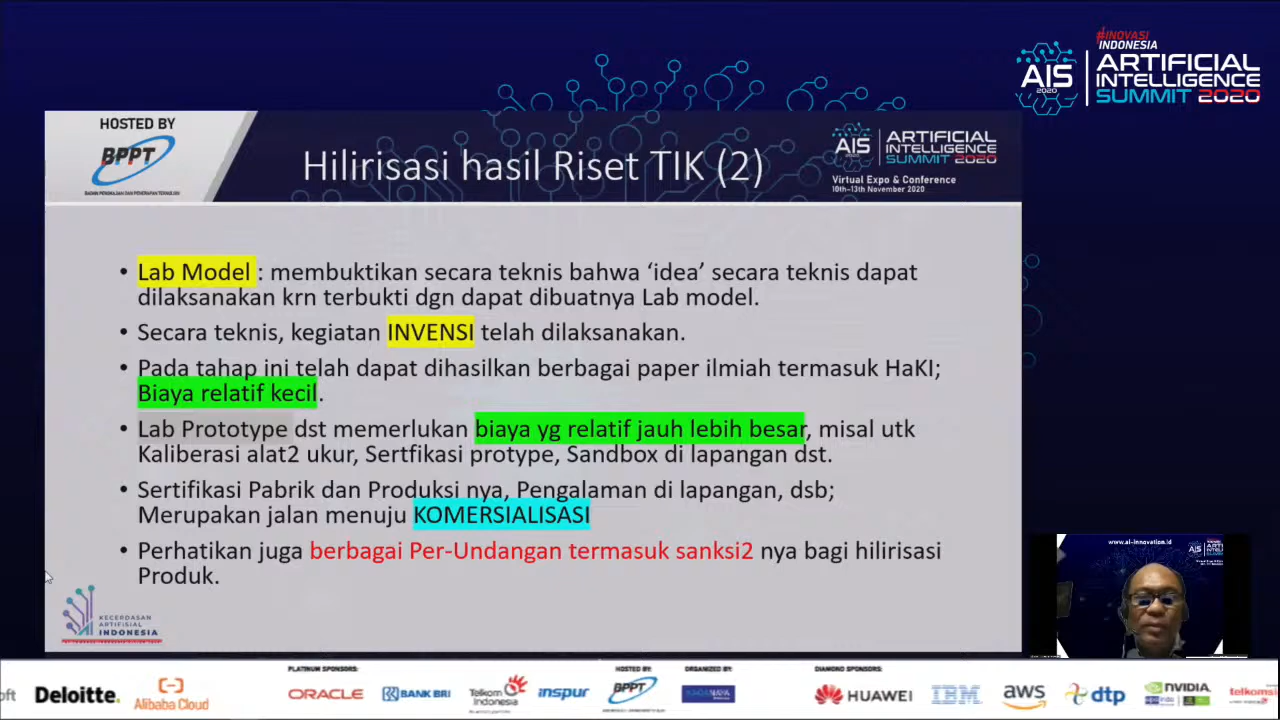 #INOVASI
INDONESIA
AIS
2020
ARTIFICIAL
INTELLIGENCE
SUMMIT 2020
HOSTED BY
BPPT
BADAN PENGKAJIAN DAN PENERAPAN TEKNOLOGI
Hilirisasi hasil Riset TIK (2)
AIS
2020
ARTIFICIAL
INTELLIGENCE
SUMMIT 2020
Virtual Expo & Conference
10th-13th November 2020
• Lab Model : membuktikan secara teknis bahwa ‘idea’ secara teknis dapat
dilaksanakan krn terbukti dgn dapat dibuatnya Lab model.
• Secara teknis, kegiatan INVENSI telah dilaksanakan.
• Pada tahap ini telah dapat dihasilkan berbagai paper ilmiah termasuk HaKI;
Biaya relatif kecil.
• Lab Prototype dst memerlukan biaya yg relatif jauh lebih besar, misal utk
Kaliberasi alat2 ukur, Sertfikasi protype, Sandbox di lapangan dst.
• Sertifikasi Pabrik dan Produksi nya, Pengalaman di lapangan, dsb;
Merupakan jalan menuju KOMERSIALISASI
• Perhatikan juga berbagai Per-Undangan termasuk sanksi2 nya bagi hilirisasi
Produk.
KECERDASAN
ARTIFISIAL
INDONESIA
www.ai-innovation.id
PLATINUM SPONSORS:
HOSTED BY:
ORGANIZED BY:
DIAMOND SPONSORS:
oft
Deloitte.
Alibaba Cloud
ORACLE
BANK BRI
Telkom
Indonesia
inspur
BPPT
HUAWEI
IBM
aws
dtp
NVIDIA
telkomsel